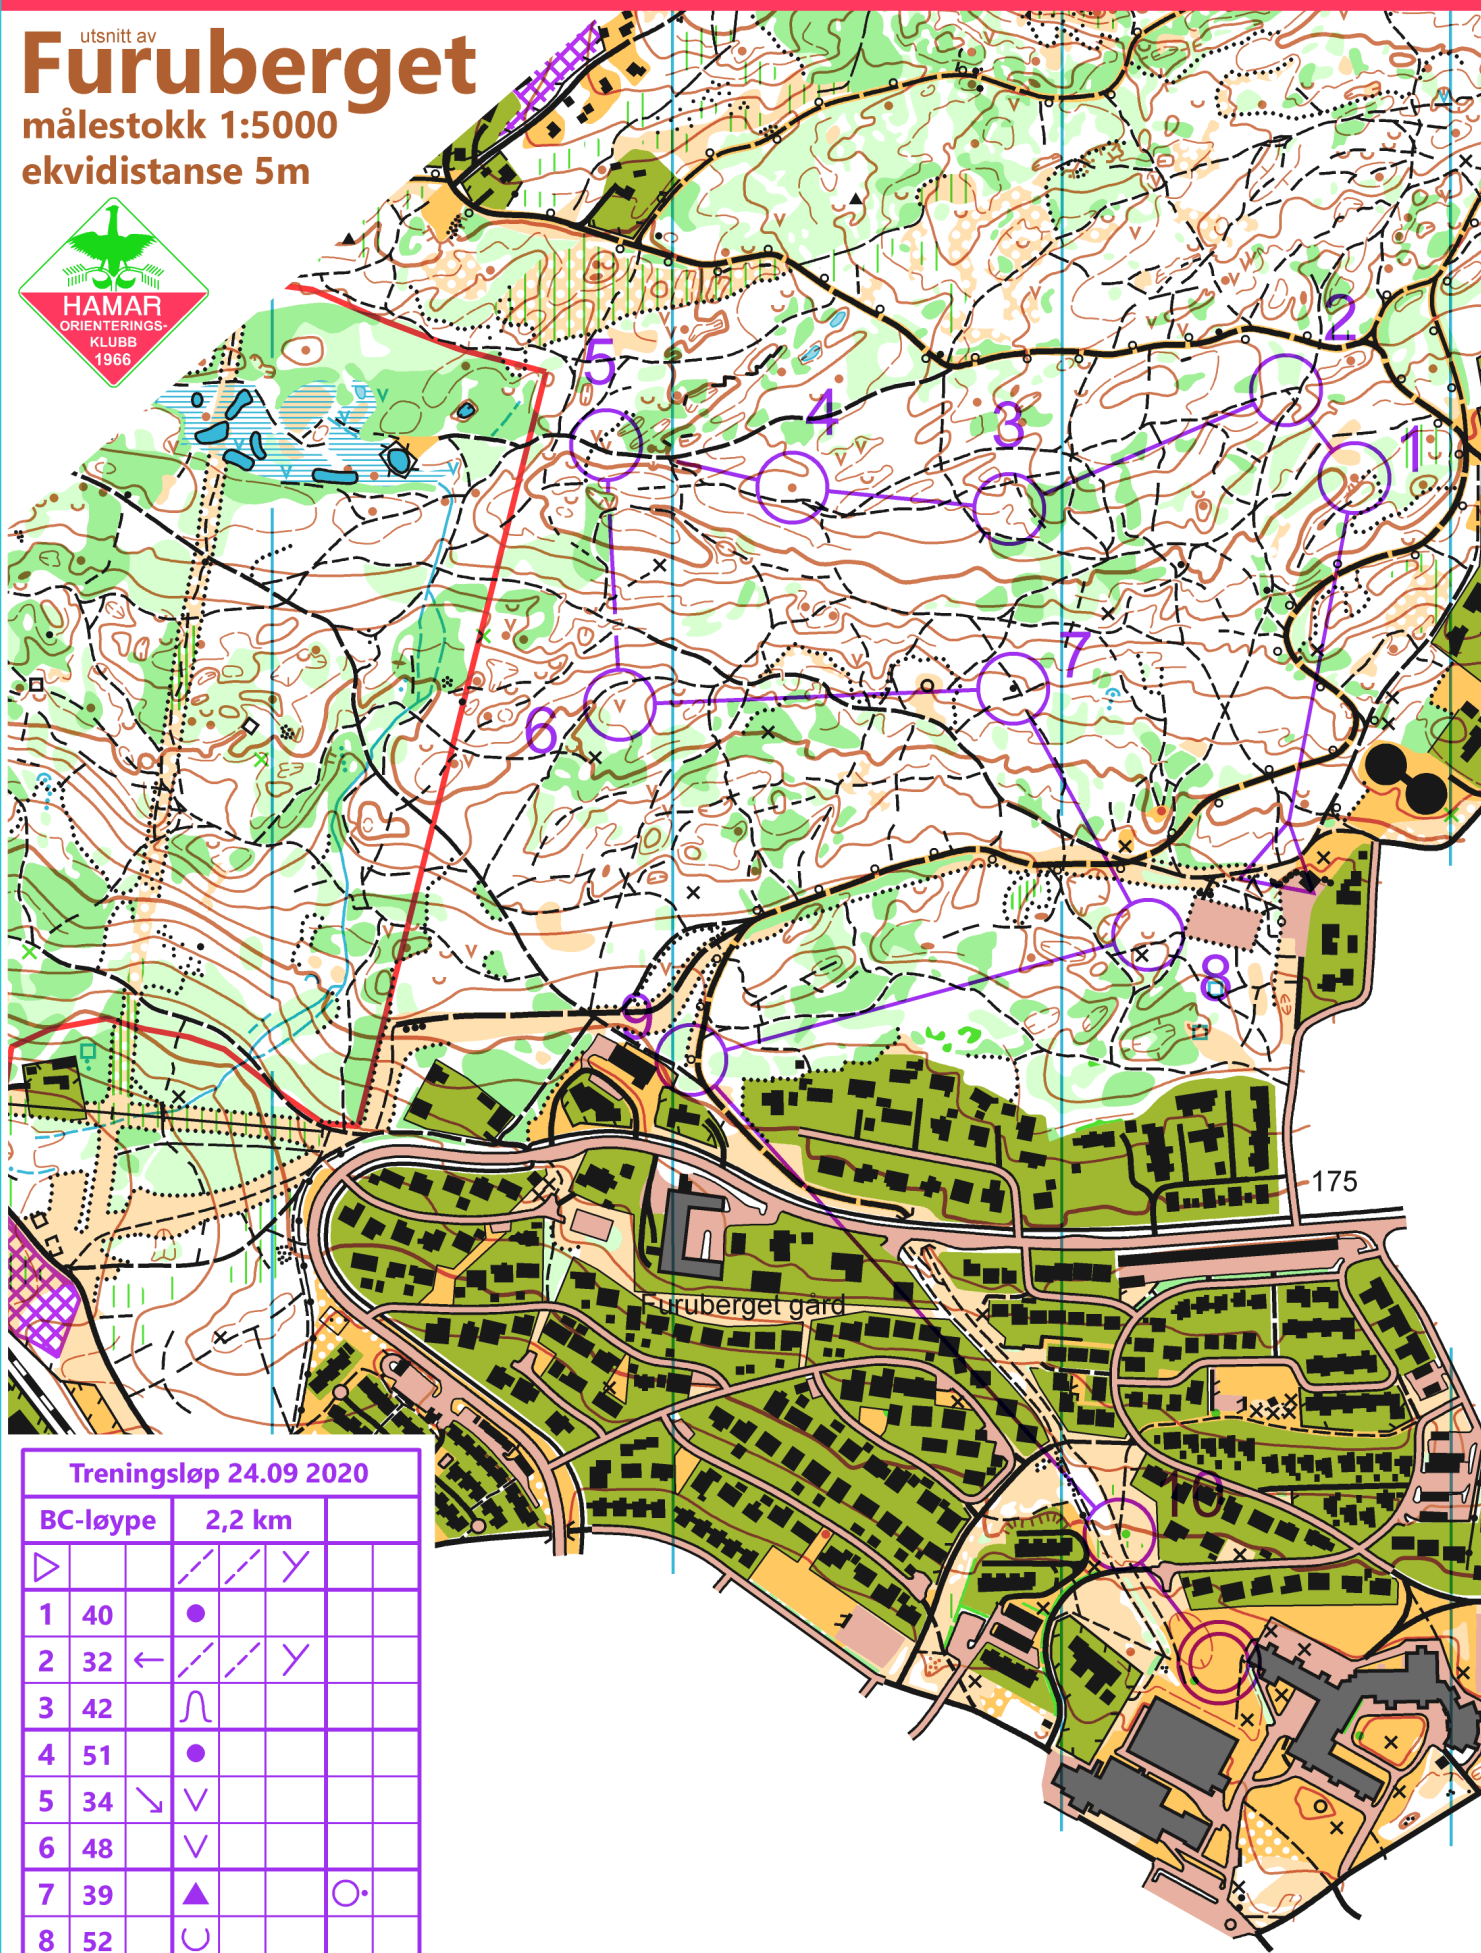 utsnitt av
Furuberget
målestokk 1:5000
ekvidistanse 5m
HAMAR
ORIENTERINGS-
KLUBB
1966
2
5
4
3
1
7
6
8
9
175
Furuberget gård
10
Treningsløp 24.09 2020
BC-løype 2,2 km
1 40
2 32
3 42
4 51
5 34
6 48
7 39
8 52